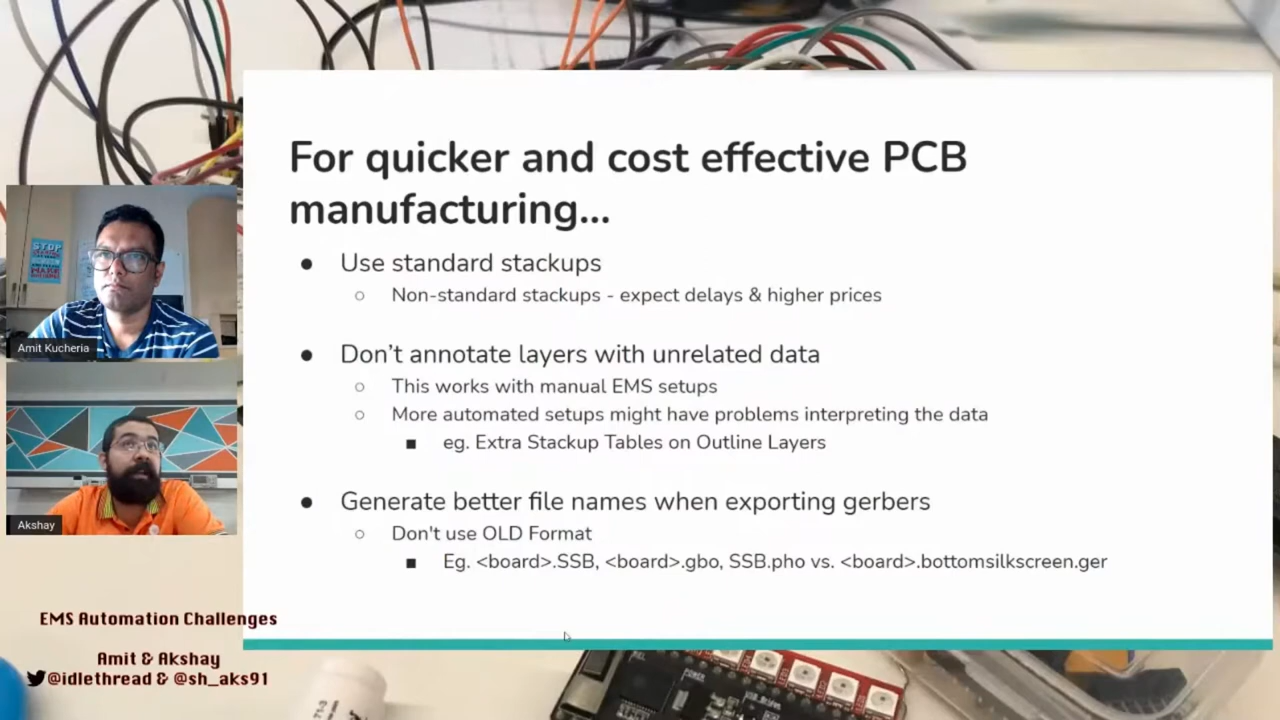 For quicker and cost effective PCB
manufacturing...
● Use standard stackups
○ Non-standard stackups - expect delays & higher prices
● Don't annotate layers with unrelated data
○ This works with manual EMS setups
○ More automated setups might have problems interpreting the data
■ eg. Extra Stackup Tables on Outline Layers
● Generate better file names when exporting gerbers
○ Don't use OLD Format
■ Eg. <board>.SSB, <board>.gbo, SSB.pho vs. <board>.bottomsilkscreen.ger
STOP
Amit Kucheria
Akshay
EMS Automation Challenges
Amit & Akshay
@idlethread & @sh_aks91
POWER